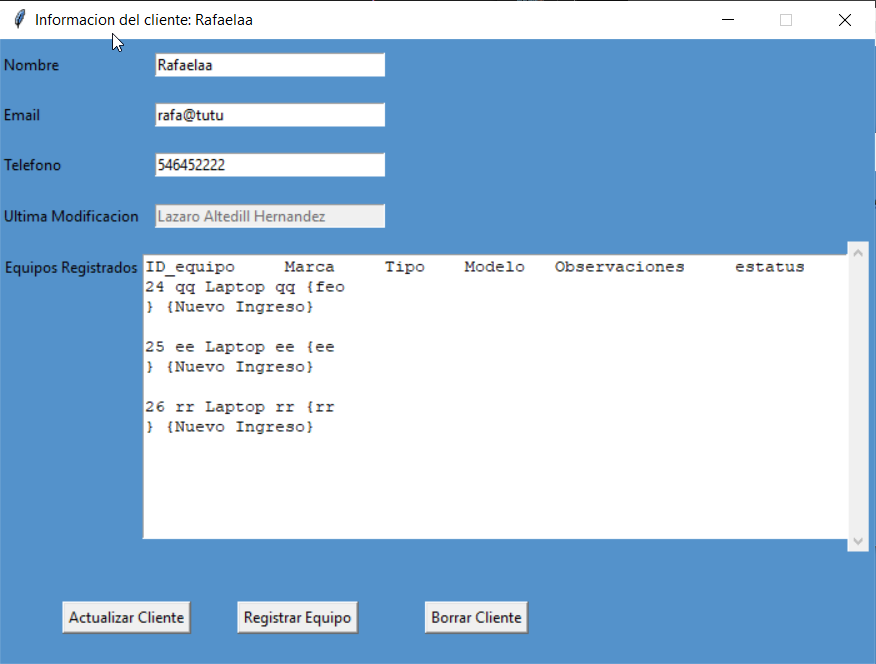 Informacion del cliente: Rafaelaa
Nombre Rafaelaa
Email rafa@tutu
Telefono 546452222
Ultima Modificacion Lazaro Altedill Hernandez
Equipos Registrados ID_equipo Marca Tipo Modelo Observaciones estatus
24 qq Laptop qq {feo
} {Nuevo Ingreso}
25 ee Laptop ee {ee
} {Nuevo Ingreso}
26 rr Laptop rr {rr
} {Nuevo Ingreso}
Actualizar Cliente Registrar Equipo Borrar Cliente